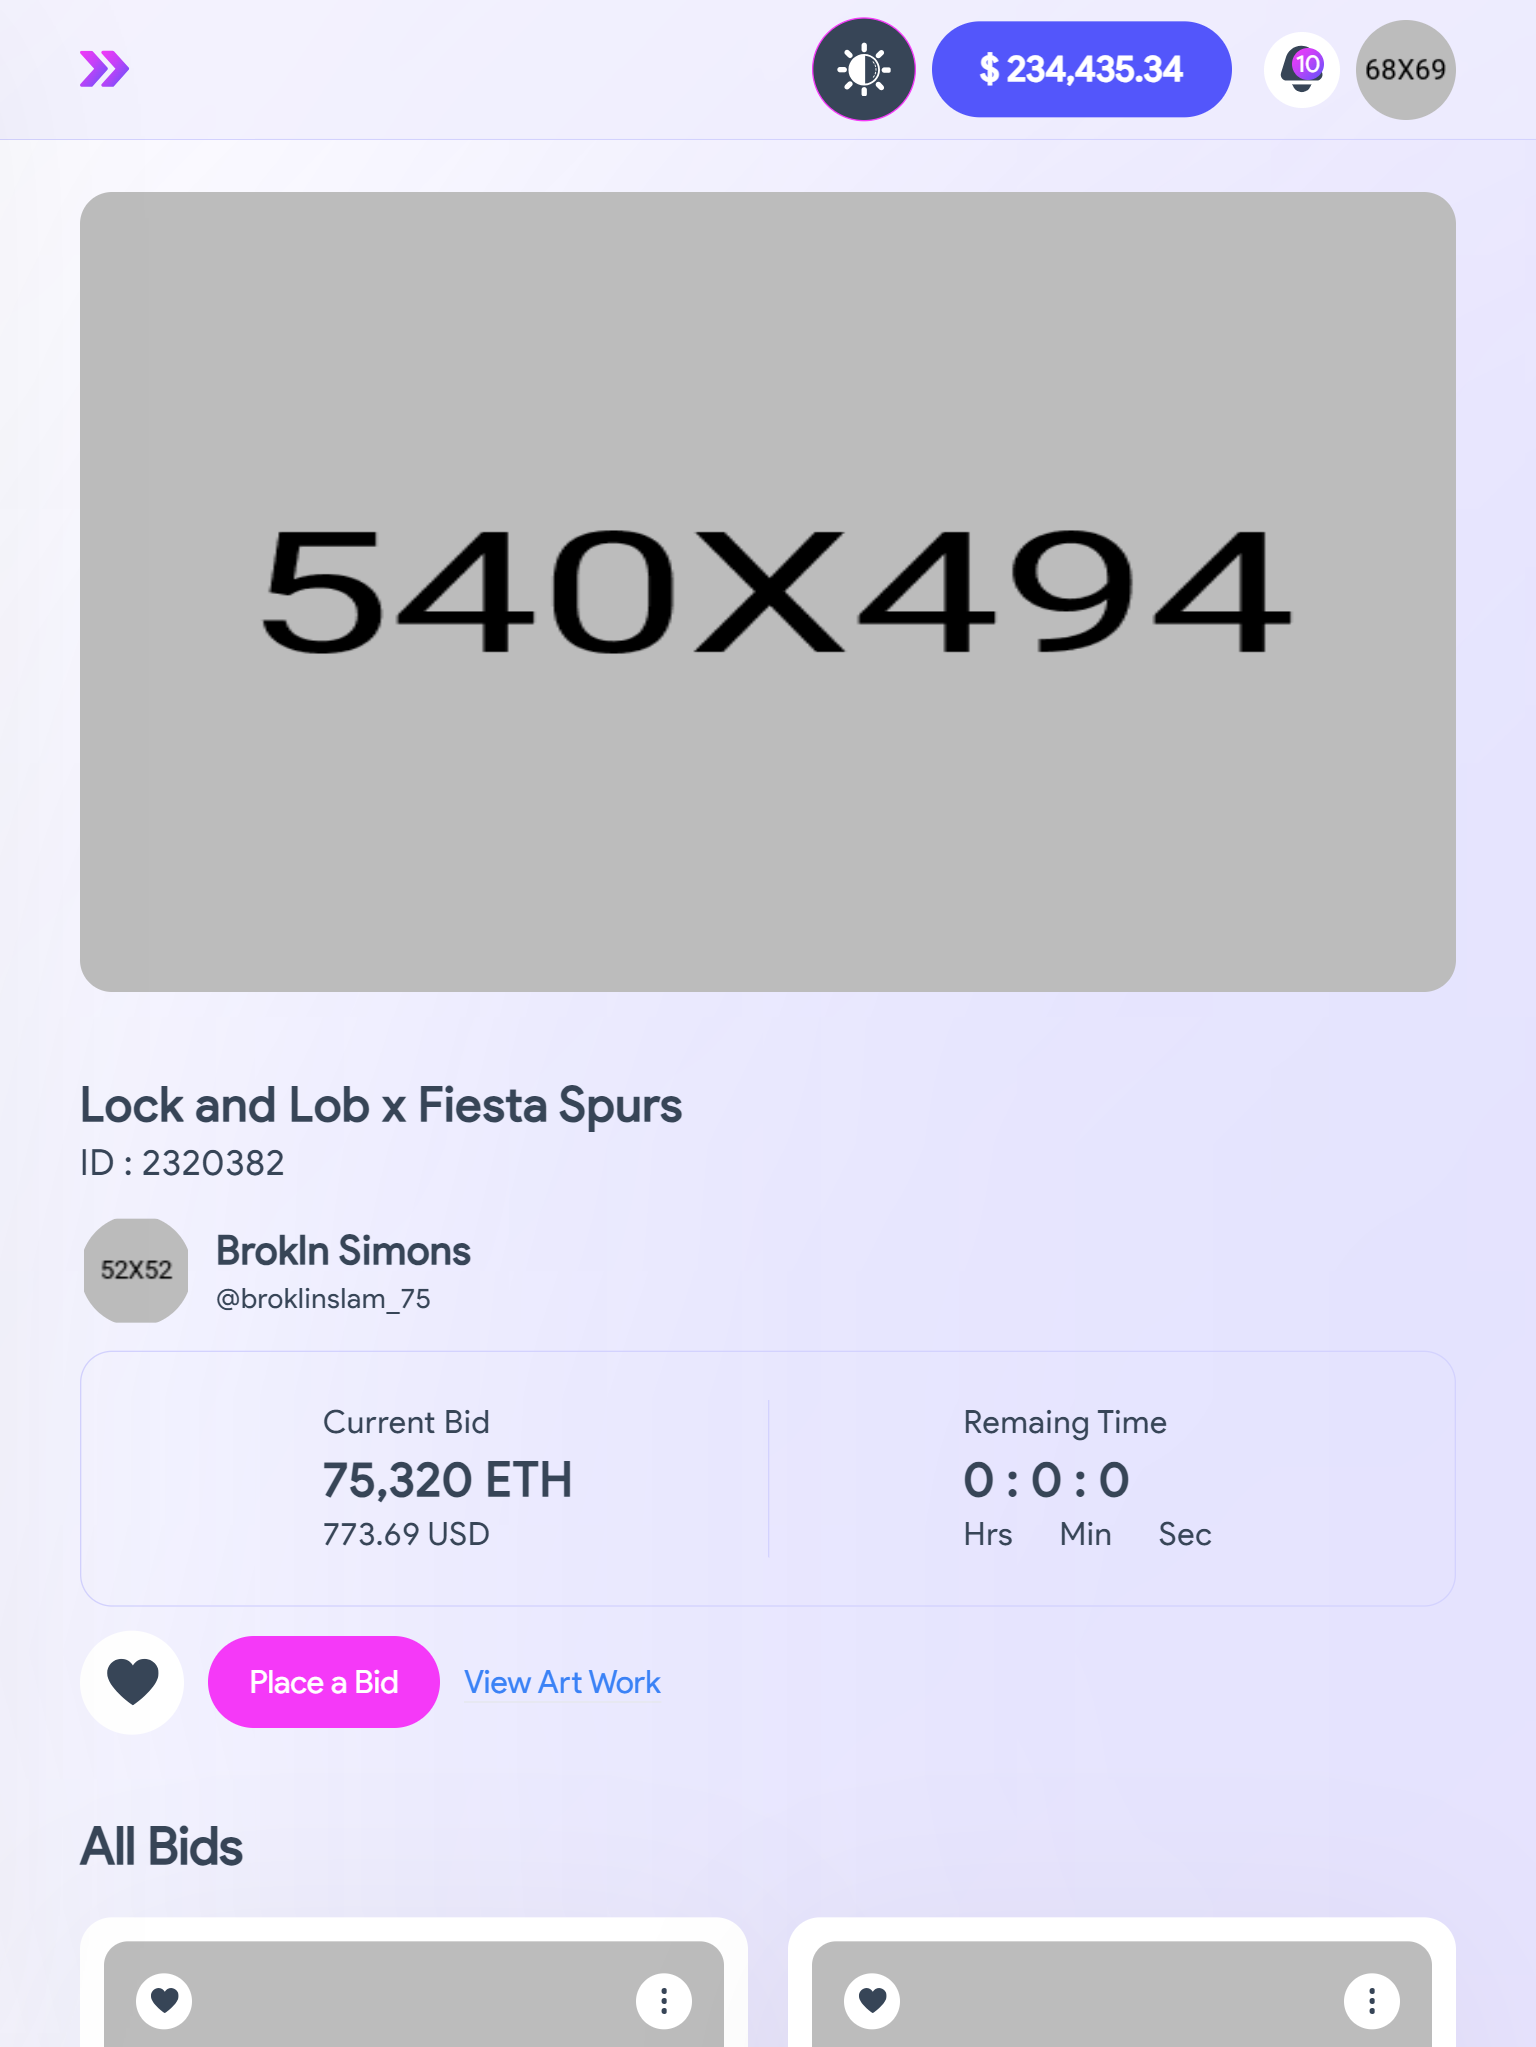 $ 234,435.34
10
68X69
540X494
Lock and Lob x Fiesta Spurs
ID : 2320382
52X52
Brokln Simons
@broklinslam_75
Current Bid
75,320 ETH
773.69 USD
Remaing Time
0 : 0 : 0
Hrs Min Sec
Place a Bid
View Art Work
All Bids